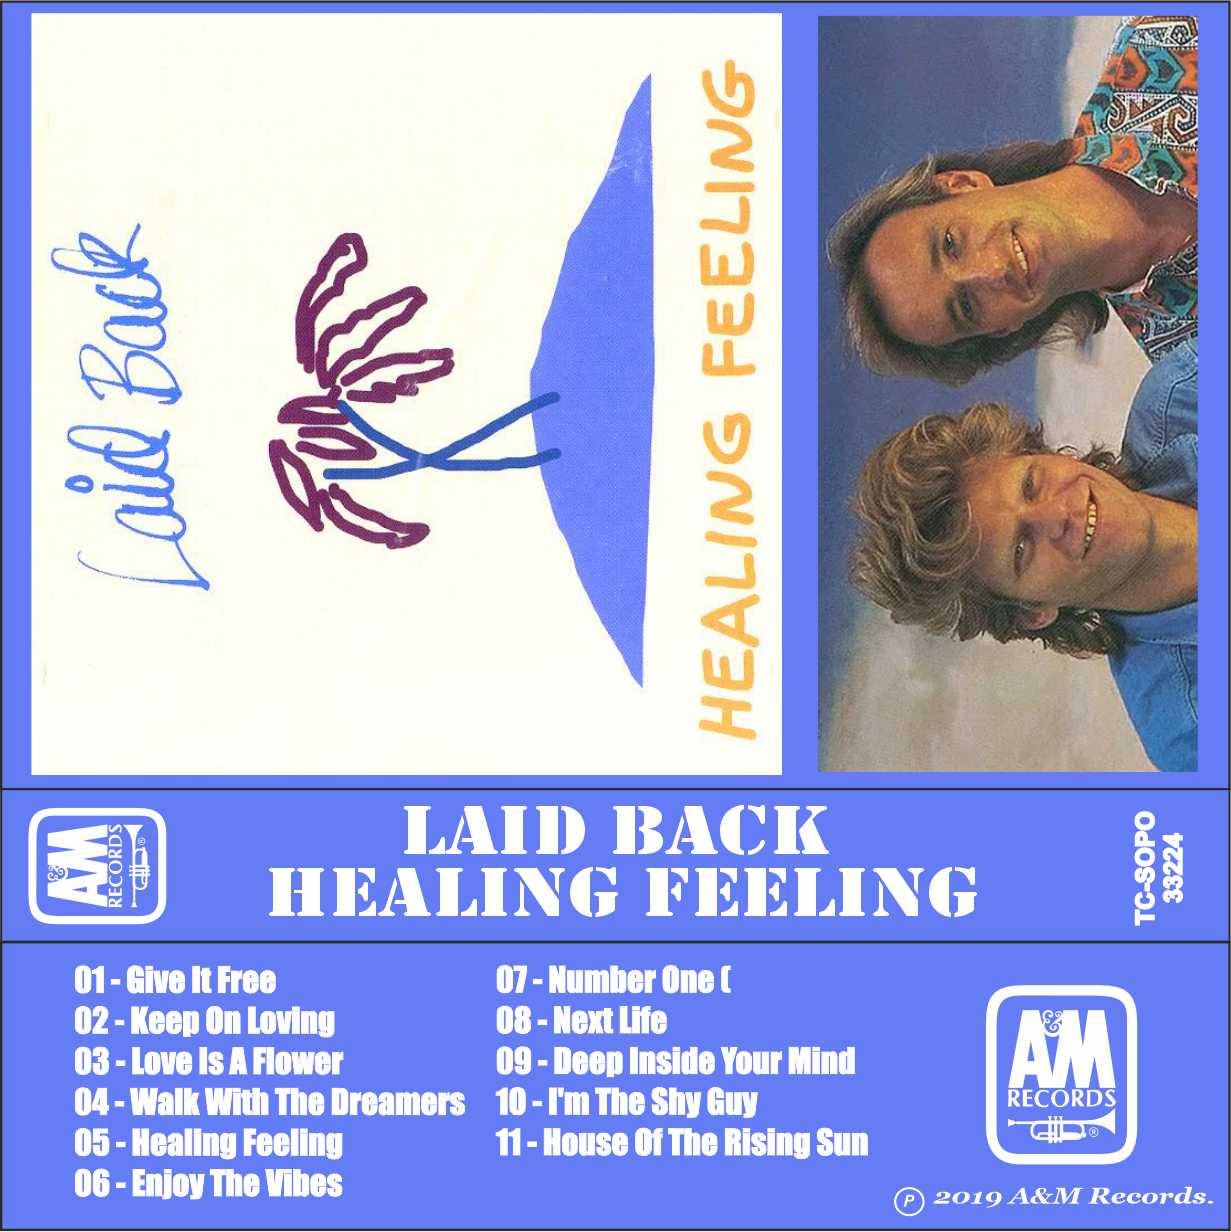 Laid Back
HEALING FEELING
A&M
RECORDS
®
LAID BACK
HEALING FEELING
TC-SOPO
33224
01 - Give It Free
02 - Keep On Loving
03 - Love Is A Flower
04 - Walk With The Dreamers
05 - Healing Feeling
06 - Enjoy The Vibes
07 - Number One (
08 - Next Life
09 - Deep Inside Your Mind
10 - I'm The Shy Guy
11 - House Of The Rising Sun
A&M
RECORDS
®
℗ 2019 A&M Records.